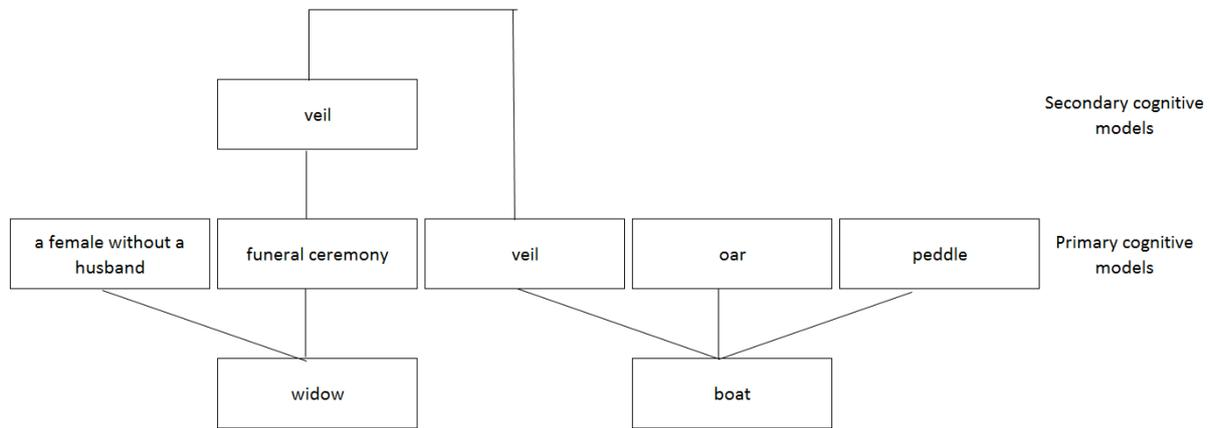 veil
Secondary cognitive
models
a female without a
husband
funeral ceremony
veil
oar
peddle
Primary cognitive
models
widow
boat